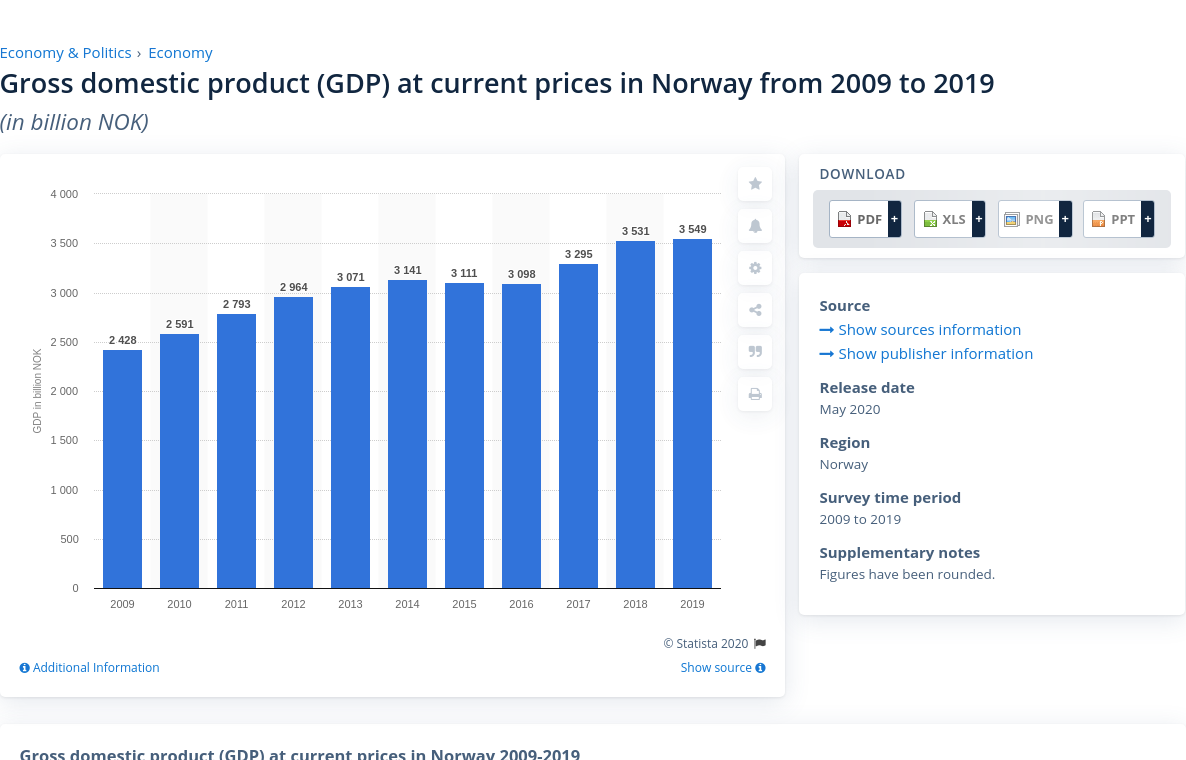 Economy & Politics › Economy
Gross domestic product (GDP) at current prices in Norway from 2009 to 2019
(in billion NOK)
GDP in billion NOK
4 000
3 500
3 000
2 500
2 000
1 500
1 000
500
0
2 428
2 591
2 793
2 964
3 071
3 141
3 111
3 098
3 295
3 531
3 549
2009 2010 2011 2012 2013 2014 2015 2016 2017 2018 2019
© Statista 2020
Additional Information
Show source
DOWNLOAD
PDF + XLS + PNG + PPT +
Source
Show sources information
Show publisher information
Release date
May 2020
Region
Norway
Survey time period
2009 to 2019
Supplementary notes
Figures have been rounded.
Gross domestic product (GDP) at current prices in Norway 2009-2019